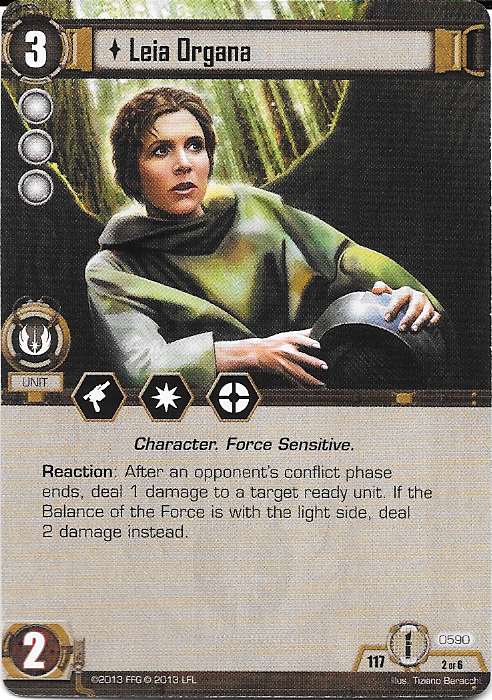 3
Leia Organa
UNIT
Character. Force Sensitive.
Reaction: After an opponent's conflict phase
ends, deal 1 damage to a target ready unit. If the
Balance of the Force is with the light side, deal
2 damage instead.
2
117
0590
2 OF 6
©2013 FFG © 2013 LFL
Illus. Tiziano Baracchi